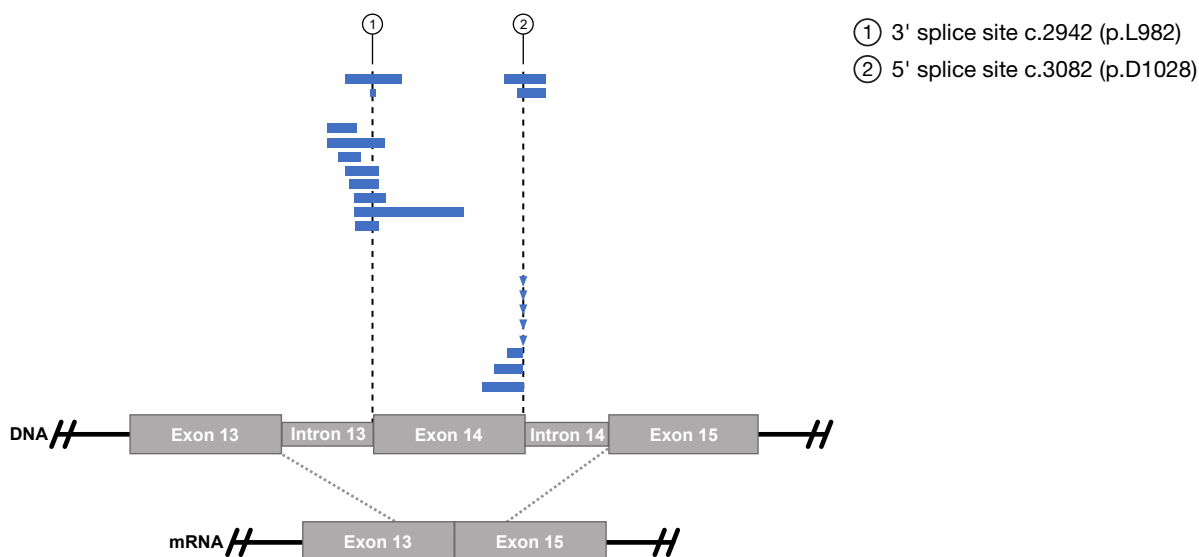 ① 3' splice site c.2942 (p.L982)
② 5' splice site c.3082 (p.D1028)
1 2
DNA Exon 13 Intron 13 Exon 14 Intron 14 Exon 15
mRNA Exon 13 Exon 15